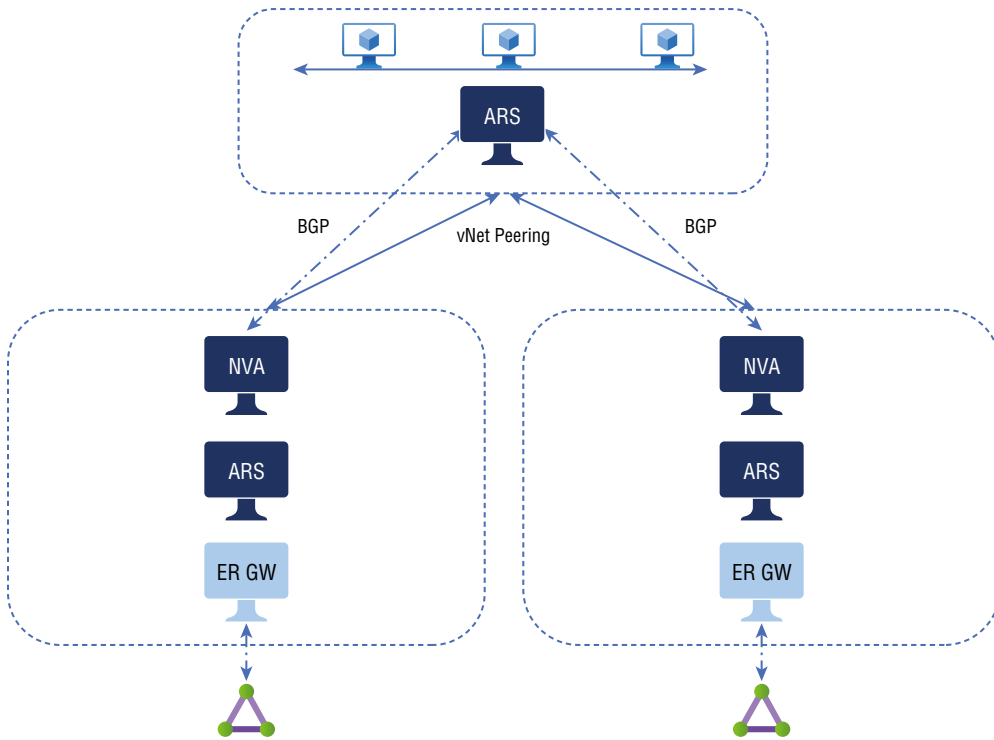 ARS
BGP
vNet Peering
BGP
NVA
NVA
ARS
ARS
ER GW
ER GW